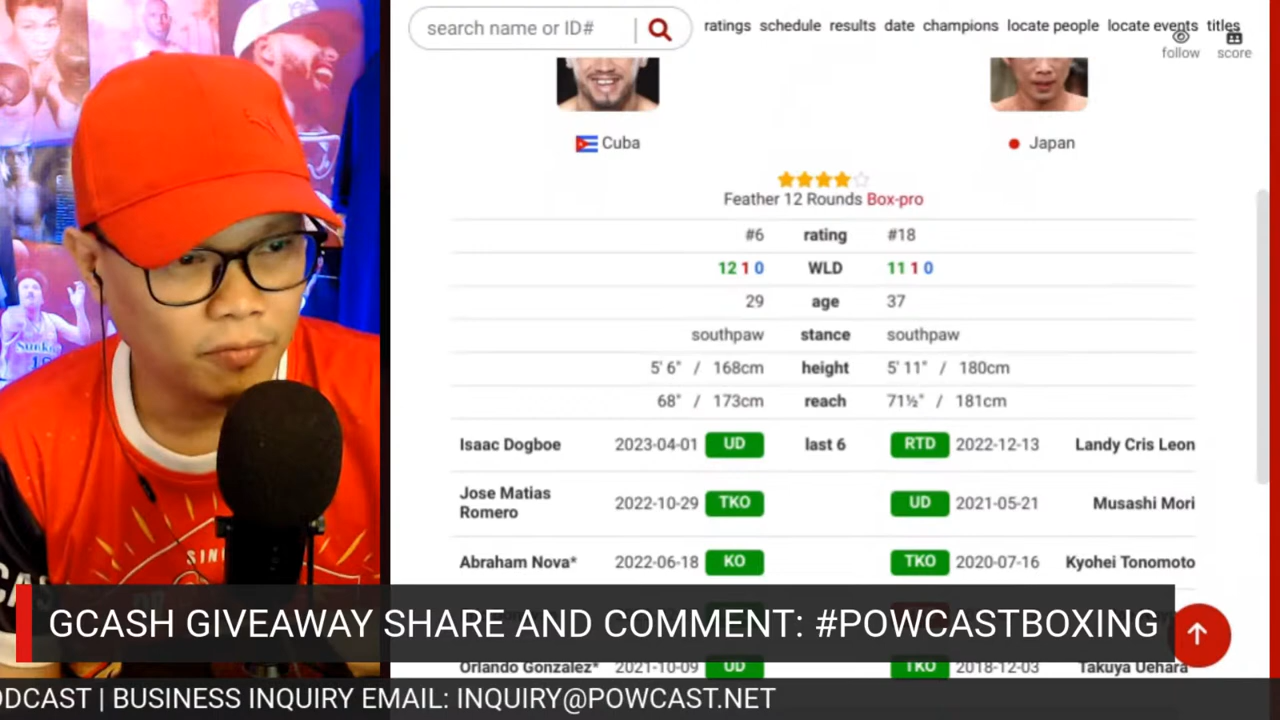 search name or ID#
ratings schedule results date champions locate people locate events titles
follow score
Cuba Japan
Feather 12 Rounds Box-pro
#6 rating #18
12 1 0 WLD 11 1 0
29 age 37
southpaw stance southpaw
5' 6" / 168cm height 5' 11" / 180cm
68" / 173cm reach 71½" / 181cm
Isaac Dogboe 2023-04-01 UD last 6 RTD 2022-12-13 Landy Cris Leon
Jose Matias
Romero 2022-10-29 TKO UD 2021-05-21 Musashi Mori
Abraham Nova* 2022-06-18 KO TKO 2020-07-16 Kyohei Tonomoto
GCASH GIVEAWAY SHARE AND COMMENT: #POWCASTBOXING
Orlando Gonzalez* 2021-10-09 UD TKO 2018-12-03 Takuya Uehara
ODCAST | BUSINESS INQUIRY EMAIL: INQUIRY@POWCAST.NET